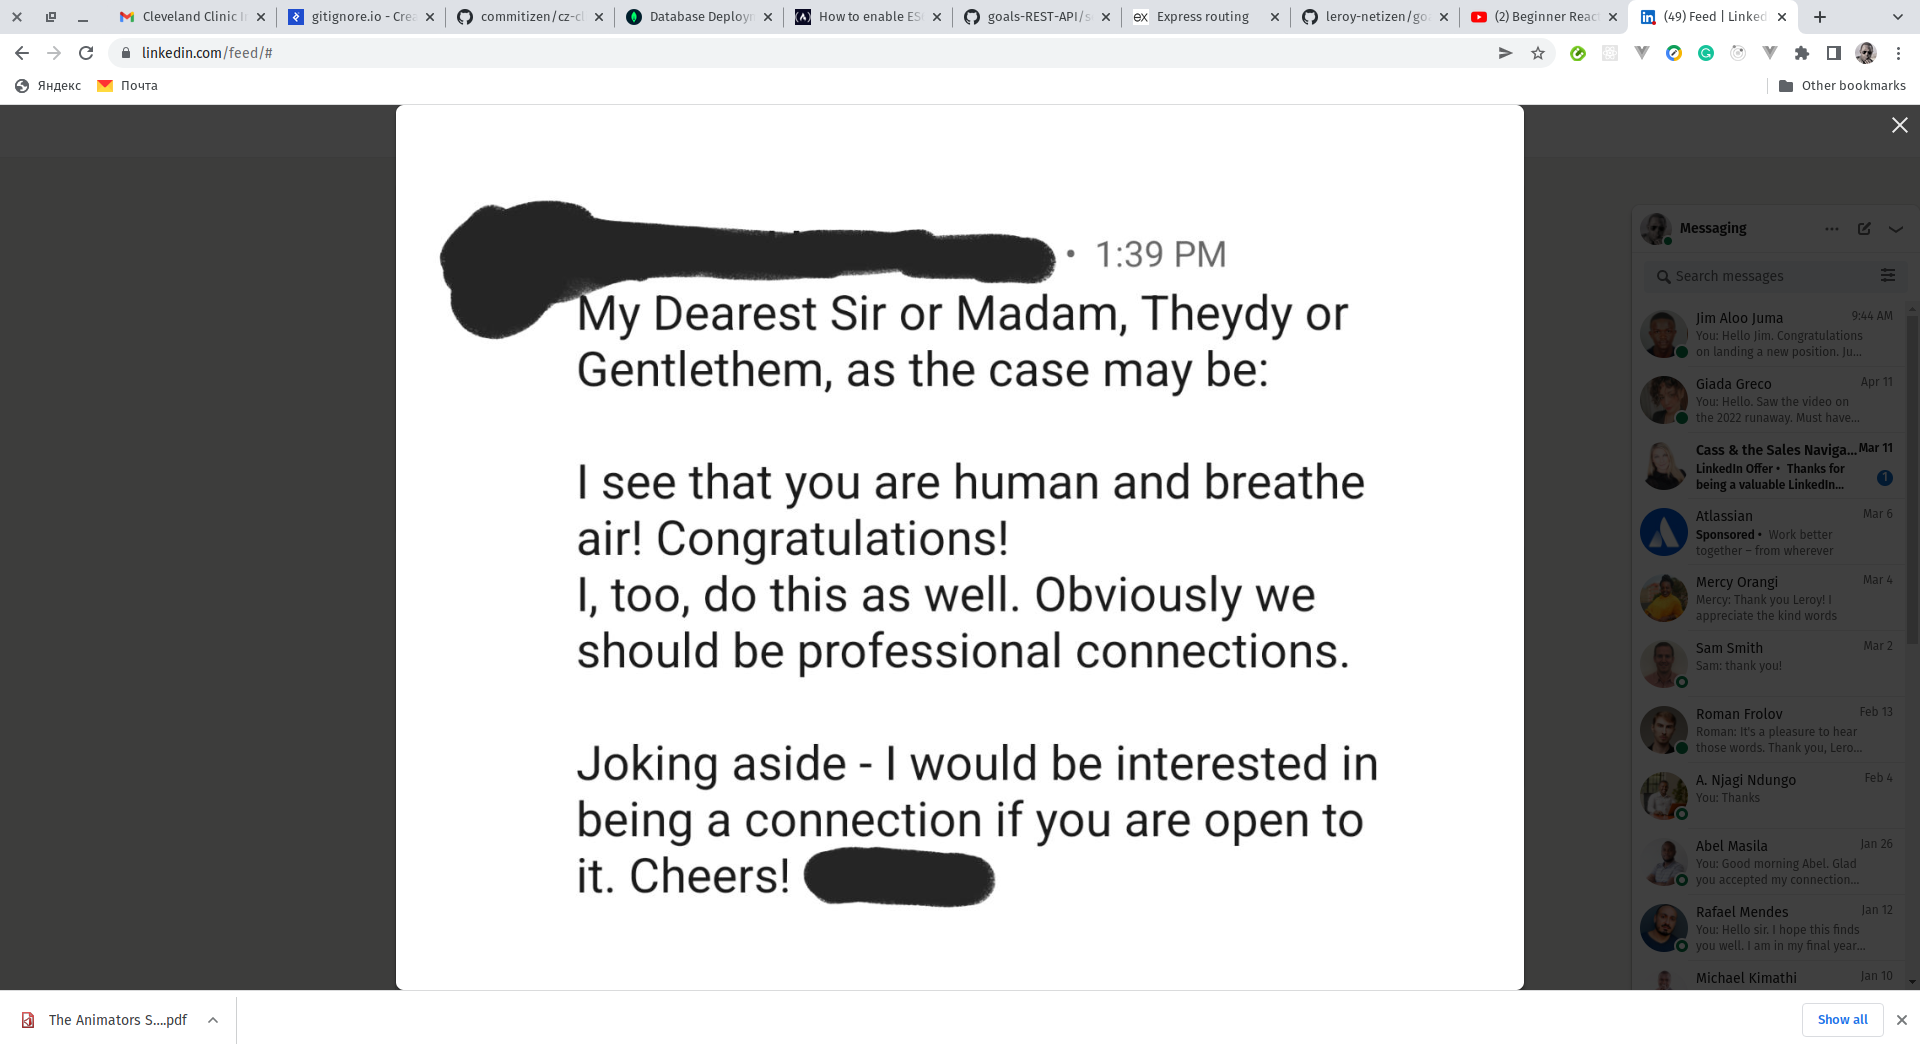 Cleveland Clinic I
gitignore.io - Crea
commitizen/cz-cl
Database Deploym
How to enable ES
goals-REST-API/s
Express routing
leroy-netizen/go
(2) Beginner Reac
(49) Feed | Linked
linkedin.com/feed/#
Яндекс
Почта
Other bookmarks
1:39 PM
My Dearest Sir or Madam, Theydy or
Gentlethem, as the case may be:
I see that you are human and breathe
air! Congratulations!
I, too, do this as well. Obviously we
should be professional connections.
Joking aside - I would be interested in
being a connection if you are open to
it. Cheers!
Messaging
Search messages
Jim Aloo Juma 9:44 AM
You: Hello Jim. Congratulations
on landing a new position. Ju...
Giada Greco Apr 11
You: Hello. Saw the video on
the 2022 runaway. Must have...
Cass & the Sales Naviga... Mar 11
LinkedIn Offer • Thanks for
being a valuable LinkedIn... 1
Atlassian Mar 6
Sponsored • Work better
together – from wherever
Mercy Orangi Mar 4
Mercy: Thank you Leroy! I
appreciate the kind words
Sam Smith Mar 2
Sam: thank you!
Roman Frolov Feb 13
Roman: It's a pleasure to hear
those words. Thank you, Lero...
A. Njagi Ndungo Feb 4
You: Thanks
Abel Masila Jan 26
You: Good morning Abel. Glad
you accepted my connection...
Rafael Mendes Jan 12
You: Hello sir. I hope this finds
you well. I am in my final year...
Michael Kimathi Jan 10
The Animators S....pdf
Show all